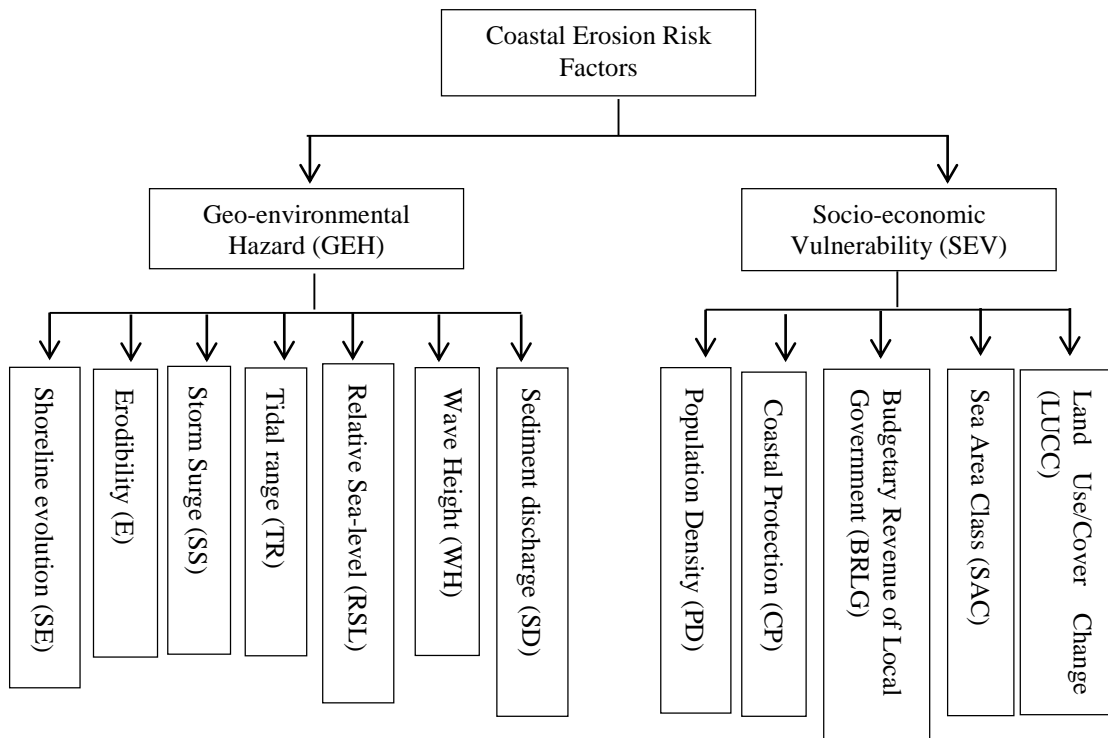 Coastal Erosion Risk
Factors
Geo-environmental
Hazard (GEH)
Socio-economic
Vulnerability (SEV)
Shoreline evolution (SE)
Erodibility (E)
Storm Surge (SS)
Tidal range (TR)
Relative Sea-level (RSL)
Wave Height (WH)
Sediment discharge (SD)
Population Density (PD)
Coastal Protection (CP)
Budgetary Revenue of Local
Government (BRLG)
Sea Area Class (SAC)
Land Use/Cover Change
(LUCC)